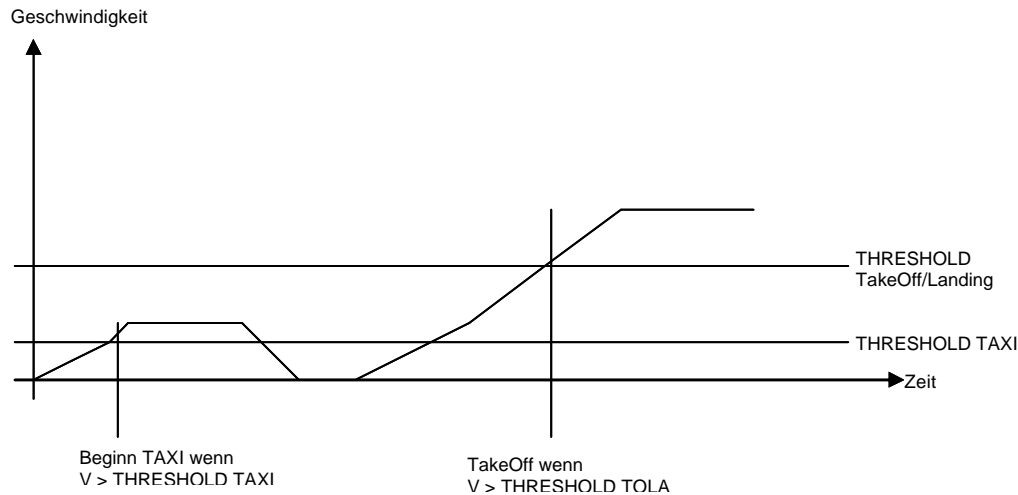 Geschwindigkeit
THRESHOLD
TakeOff/Landing
THRESHOLD TAXI
Zeit
Beginn TAXI wenn
V > THRESHOLD TAXI
TakeOff wenn
V > THRESHOLD TOLA